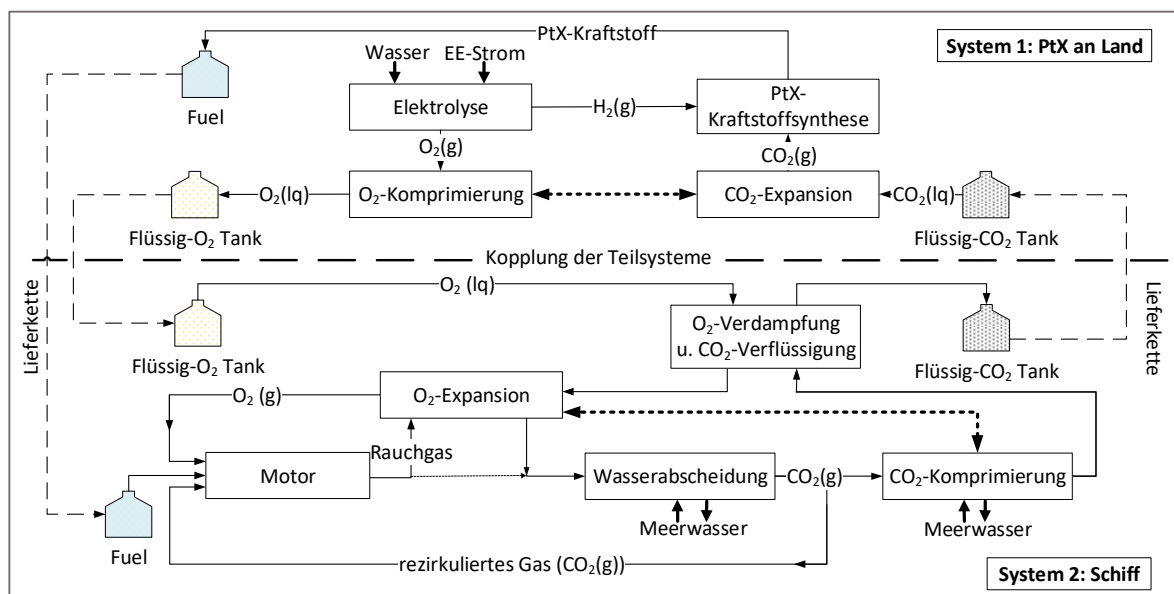 PtX-Kraftstoff
System 1: PtX an Land
Wasser
EE-Strom
Fuel
Elektrolyse
H₂(g)
PtX-
Kraftstoffsynthese
O₂(g)
CO₂(g)
O₂(lq)
O₂-Komprimierung
CO₂-Expansion
CO₂(lq)
Flüssig-O₂ Tank
Flüssig-CO₂ Tank
Kopplung der Teilsysteme
Lieferkette
Lieferkette
O₂ (lq)
O₂-Verdampfung
u. CO₂-Verflüssigung
Flüssig-O₂ Tank
Flüssig-CO₂ Tank
O₂ (g)
O₂-Expansion
Rauchgas
Motor
Wasserabscheidung
CO₂(g)
CO₂-Komprimierung
Fuel
Meerwasser
Meerwasser
rezirkuliertes Gas (CO₂(g))
System 2: Schiff